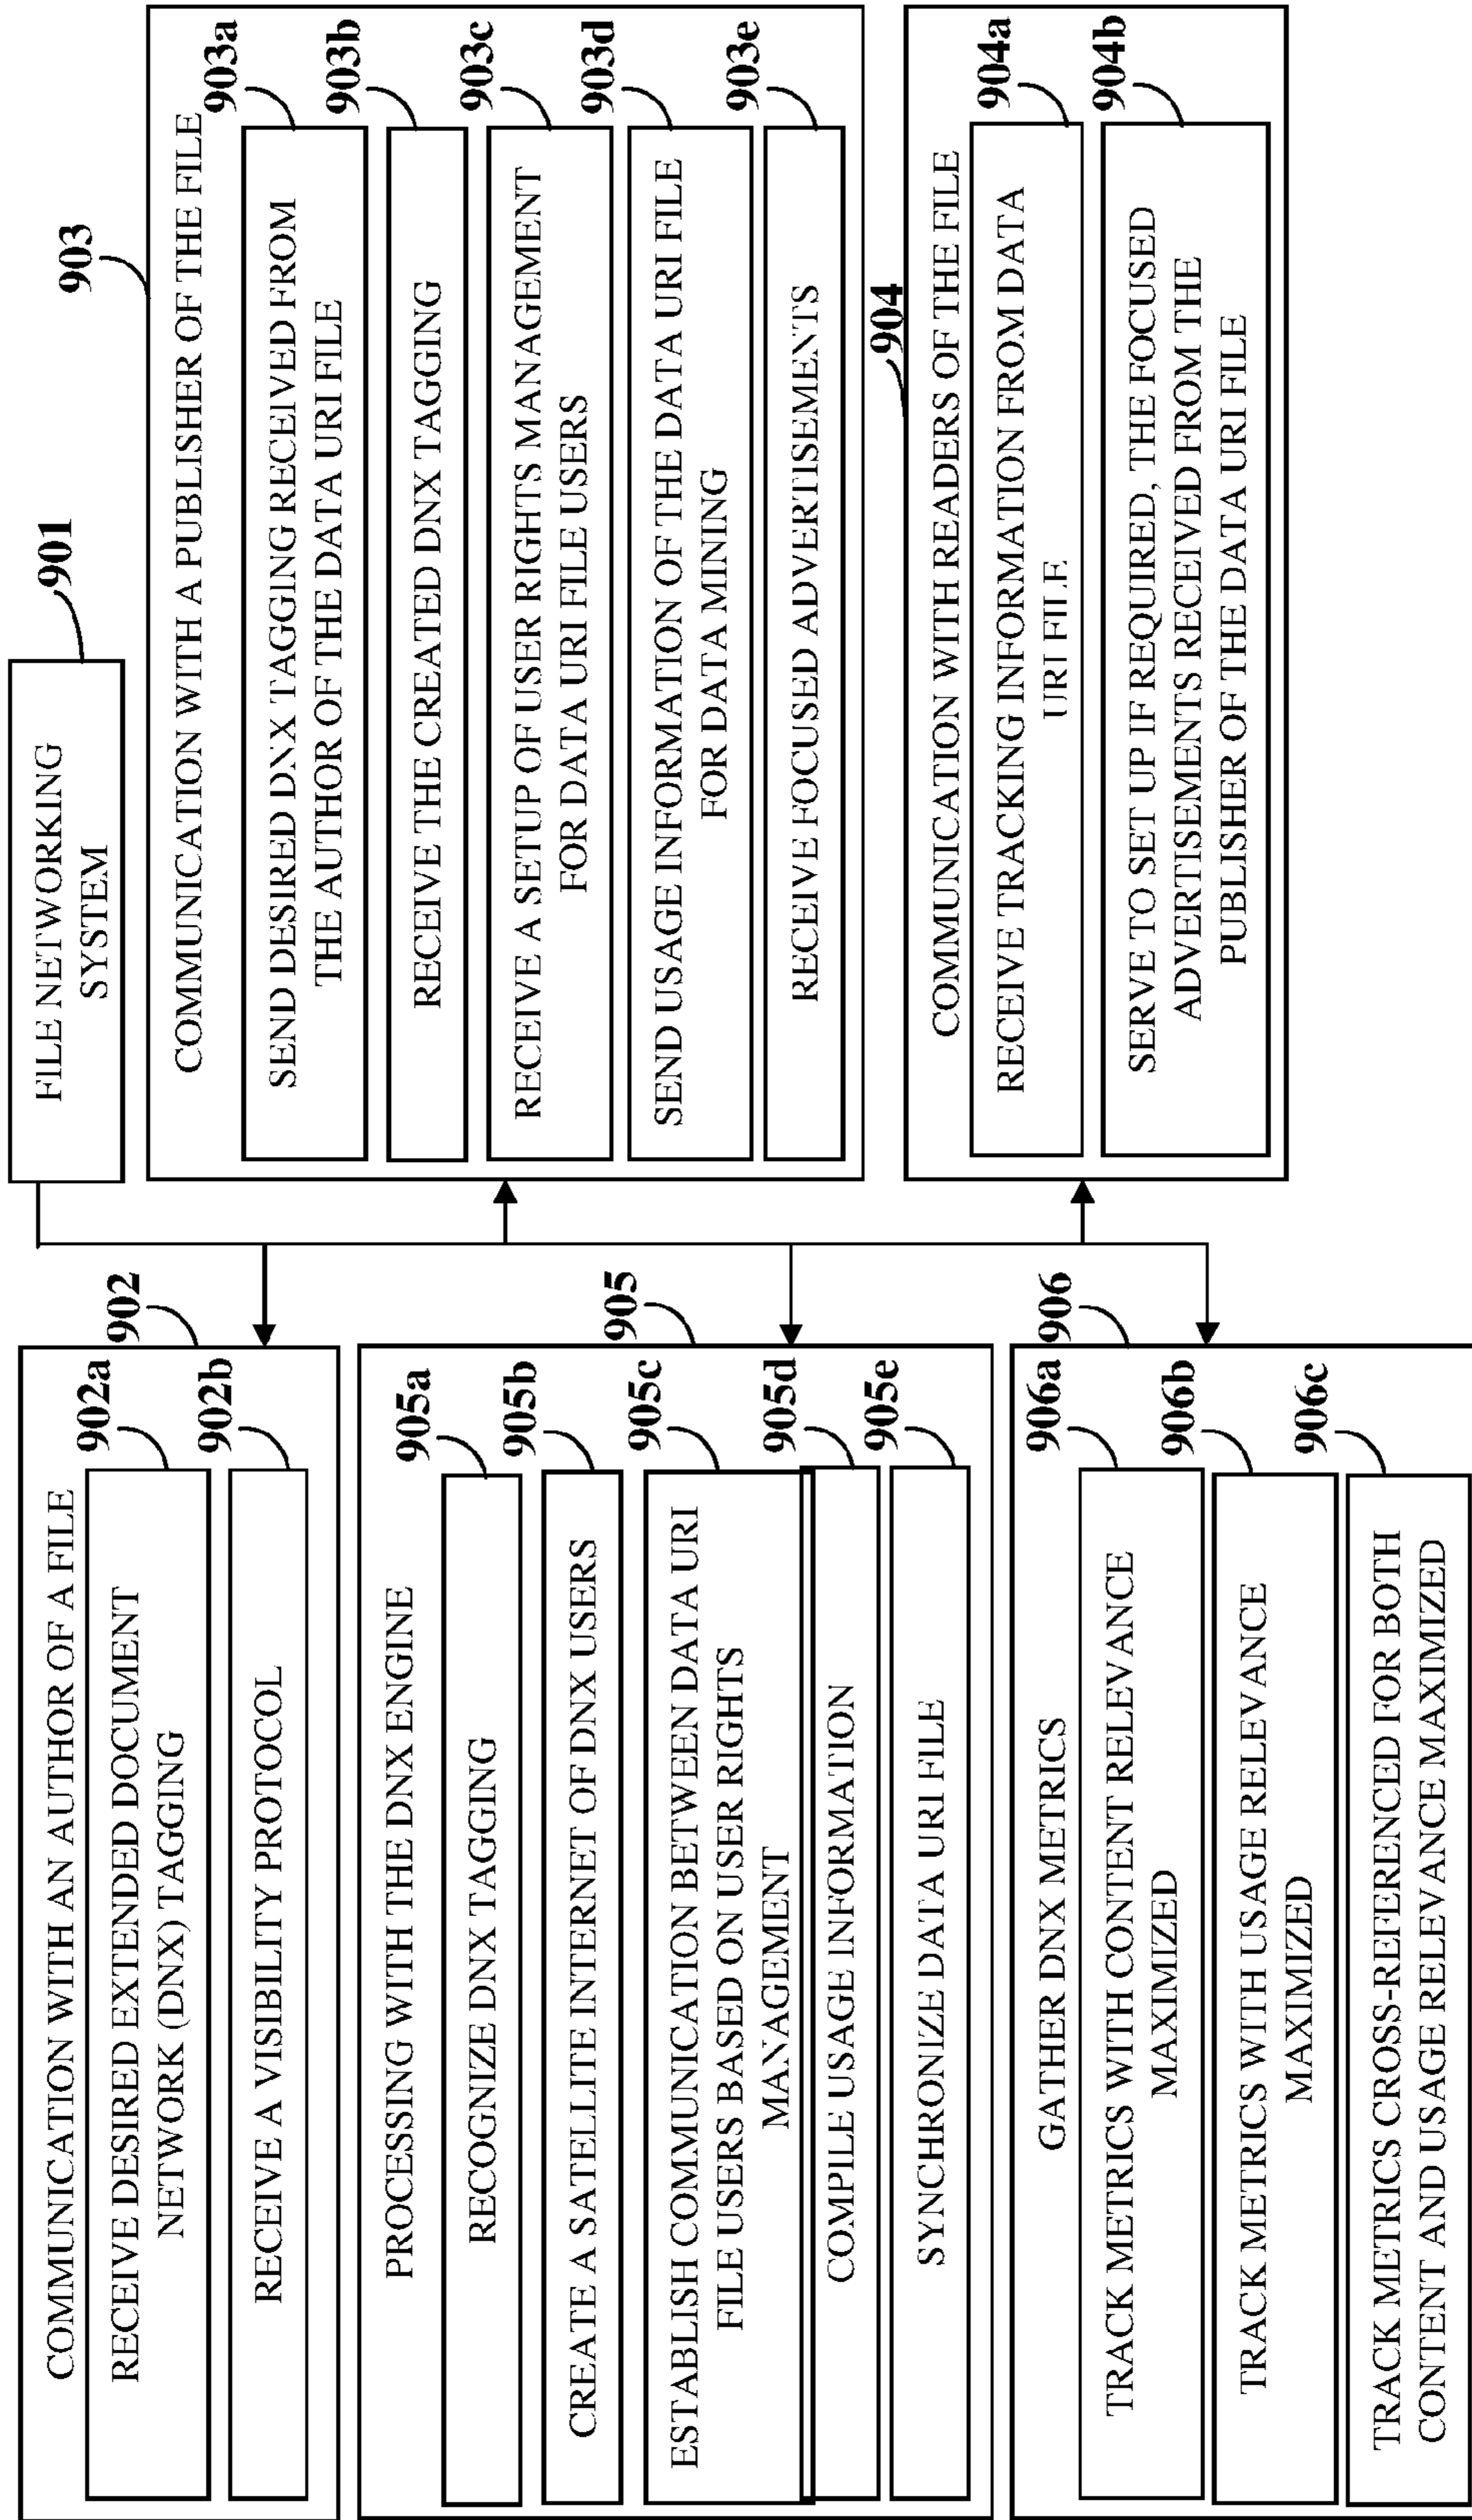 FILE NETWORKING
SYSTEM
901
COMMUNICATION WITH AN AUTHOR OF A FILE
902
RECEIVE DESIRED EXTENDED DOCUMENT
NETWORK (DNX) TAGGING
902a
RECEIVE A VISIBILITY PROTOCOL
902b
COMMUNICATION WITH A PUBLISHER OF THE FILE
903
SEND DESIRED DNX TAGGING RECEIVED FROM
THE AUTHOR OF THE DATA URI FILE
903a
RECEIVE THE CREATED DNX TAGGING
903b
RECEIVE A SETUP OF USER RIGHTS MANAGEMENT
FOR DATA URI FILE USERS
903c
SEND USAGE INFORMATION OF THE DATA URI FILE
FOR DATA MINING
903d
RECEIVE FOCUSED ADVERTISEMENTS
903e
PROCESSING WITH THE DNX ENGINE
905
RECOGNIZE DNX TAGGING
905a
CREATE A SATELLITE INTERNET OF DNX USERS
905b
ESTABLISH COMMUNICATION BETWEEN DATA URI
FILE USERS BASED ON USER RIGHTS
MANAGEMENT
905c
COMPILE USAGE INFORMATION
905d
SYNCHRONIZE DATA URI FILE
905e
COMMUNICATION WITH READERS OF THE FILE
904
RECEIVE TRACKING INFORMATION FROM DATA
URI FILE
904a
SERVE TO SET UP IF REQUIRED, THE FOCUSED
ADVERTISEMENTS RECEIVED FROM THE
PUBLISHER OF THE DATA URI FILE
904b
GATHER DNX METRICS
906
TRACK METRICS WITH CONTENT RELEVANCE
MAXIMIZED
906a
TRACK METRICS WITH USAGE RELEVANCE
MAXIMIZED
906b
TRACK METRICS CROSS-REFERENCED FOR BOTH
CONTENT AND USAGE RELEVANCE MAXIMIZED
906c